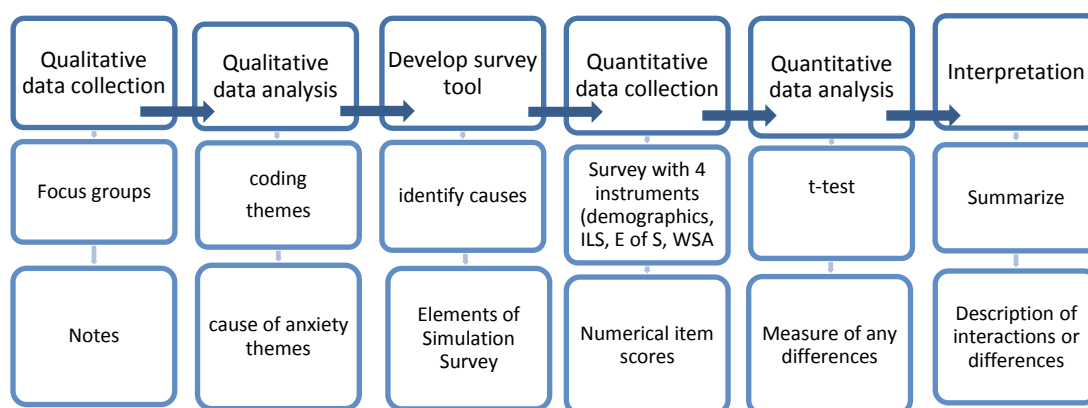 Qualitative
data collection
Qualitative
data analysis
Develop survey
tool
Quantitative
data collection
Quantitative
data analysis
Interpretation
Focus groups
coding
themes
identify causes
Survey with 4
instruments
(demographics,
ILS, E of S, WSA
t-test
Summarize
Notes
cause of anxiety
themes
Elements of
Simulation
Survey
Numerical item
scores
Measure of any
differences
Description of
interactions or
differences